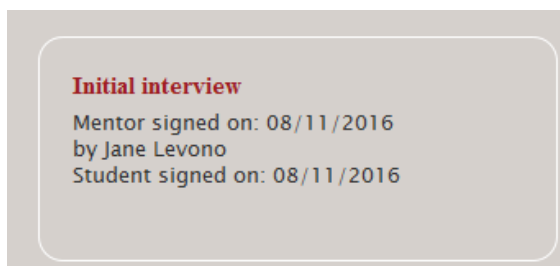 Initial interview
Mentor signed on: 08/11/2016
by Jane Levono
Student signed on: 08/11/2016